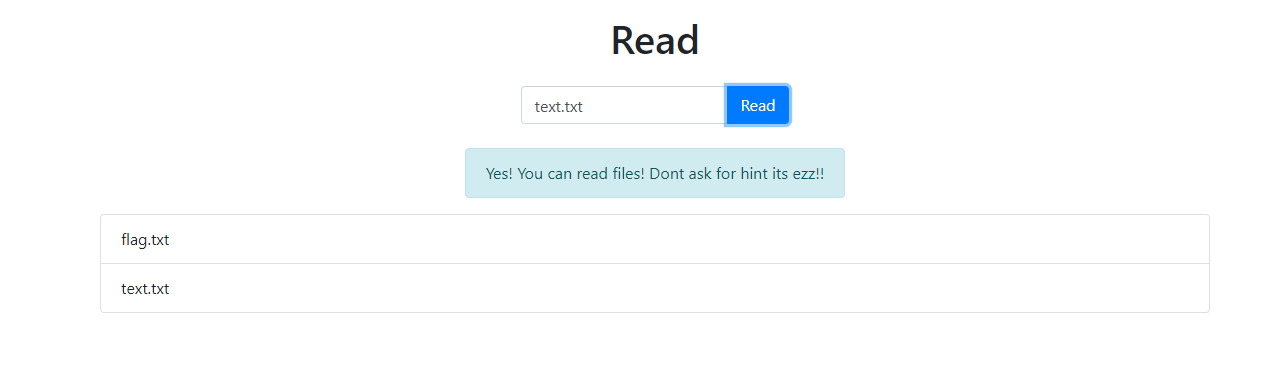 Read
text.txt
Read
Yes! You can read files! Dont ask for hint its ezz!!
flag.txt
text.txt